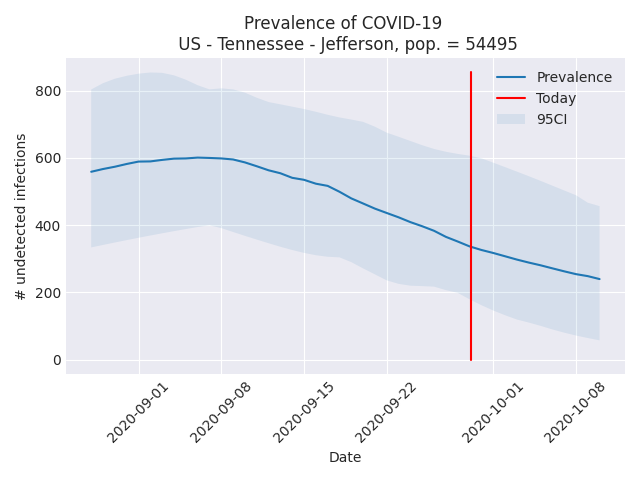 Prevalence of COVID-19
US - Tennessee - Jefferson, pop. = 54495
Prevalence
Today
95CI
800
600
400
200
0
# undetected infections
2020-09-01
2020-09-08
2020-09-15
2020-09-22
2020-10-01
2020-10-08
Date